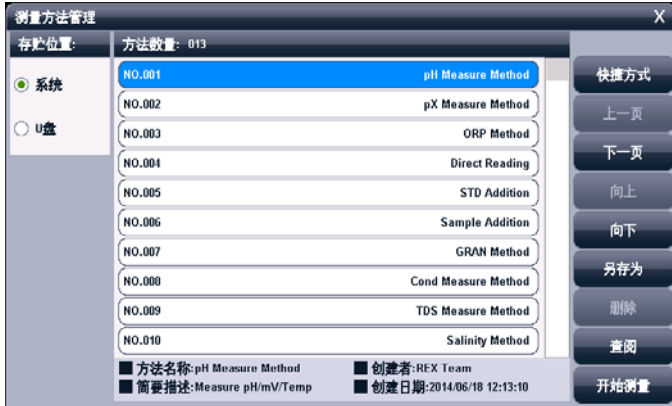 测量方法管理 X
存贮位置: 方法数量: 013
系统
U盘
NO.001 pH Measure Method
NO.002 pX Measure Method
NO.003 ORP Method
NO.004 Direct Reading
NO.005 STD Addition
NO.006 Sample Addition
NO.007 GRAN Method
NO.008 Cond Measure Method
NO.009 TDS Measure Method
NO.010 Salinity Method
方法名称:pH Measure Method 创建者:REX Team
简要描述:Measure pH/mV/Temp 创建日期:2014/06/18 12:13:10
快捷方式
上一页
下一页
向上
向下
另存为
删除
查阅
开始测量